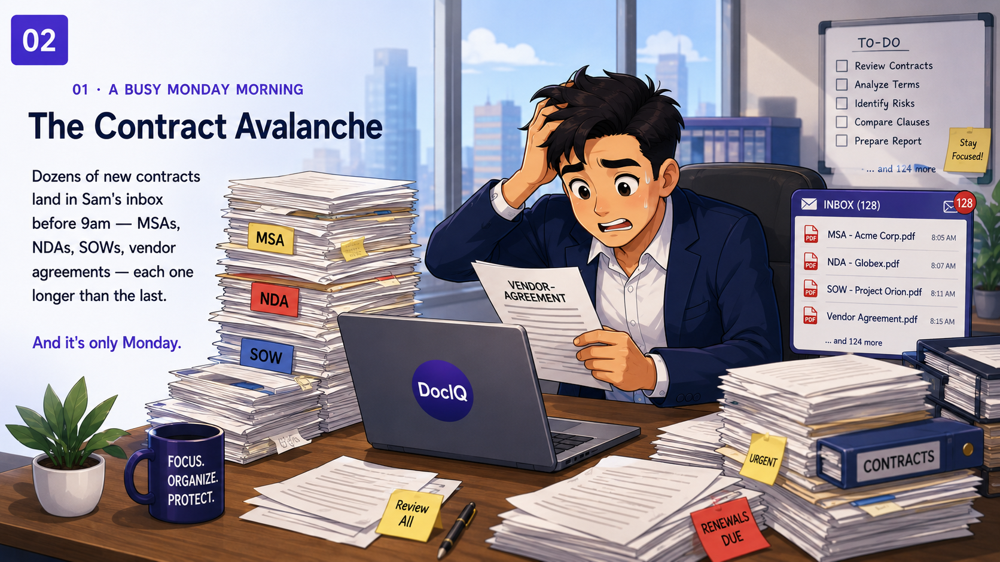 02
01 · A BUSY MONDAY MORNING
The Contract Avalanche
Dozens of new contracts
land in Sam's inbox
before 9am — MSAs,
NDAs, SOWs, vendor
agreements — each one
longer than the last.
And it's only Monday.
MSA
NDA
SOW
VENDOR-
AGREEMENT
DocIQ
FOCUS.
ORGANIZE.
PROTECT.
Review
All
TO-DO
Review Contracts
Analyze Terms
Identify Risks
Compare Clauses
Prepare Report
... and 124 more
Stay
Focused!
INBOX (128)
128
PDF MSA - Acme Corp.pdf 8:05 AM
PDF NDA - Globex.pdf 8:07 AM
PDF SOW - Project Orion.pdf 8:11 AM
PDF Vendor Agreement.pdf 8:15 AM
... and 124 more
URGENT
CONTRACTS
RENEWALS
DUE